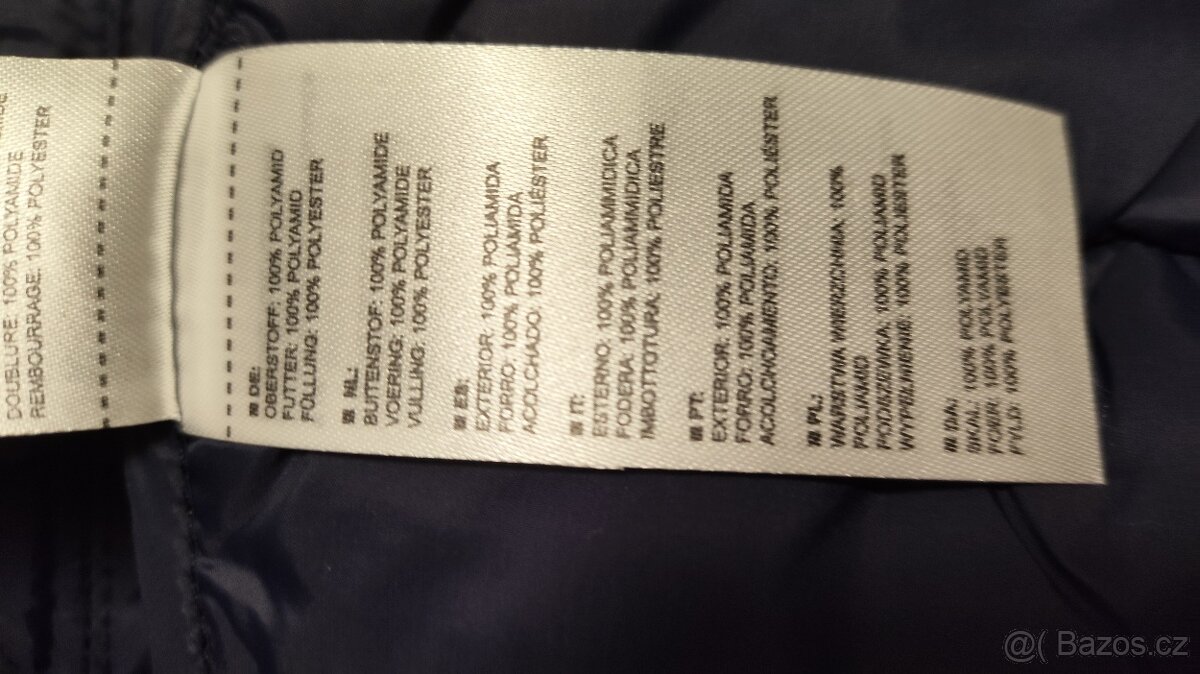 DOUBLURE: 100% POLYAMIDE
REMBOURRAGE: 100% POLYESTER
DE:
OBERSTOFF: 100% POLYAMID
FUTTER: 100% POLYAMID
FÜLLUNG: 100% POLYESTER
NL:
BUITENSTOF: 100% POLYAMIDE
VOERING: 100% POLYAMIDE
VULLING: 100% POLYESTER
ES:
EXTERIOR: 100% POLIAMIDA
FORRO: 100% POLIAMIDA
ACOLCHADO: 100% POLIÉSTER
IT:
ESTERNO: 100% POLIAMMIDICA
FODERA: 100% POLIAMMIDICA
IMBOTTOTURA: 100% POLIESTRE
PT:
EXTERIOR: 100% POLIAMIDA
FORRO: 100% POLIAMIDA
ACOLCHOAMENTO: 100% POLIÉSTER
PL:
WARSTWA WIERZCHNIA: 100%
POLIAMID
PODSZEWKA: 100% POLIAMID
WYPEŁNIENIE: 100% POLYESTER
DA:
SKAL: 100% POLYAMID
FOER: 100% POLYAMID
FYLD: 100% POLYESTER
@( Bazos.cz